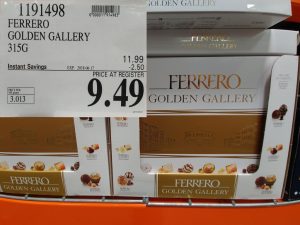 1191498
FERRERO
GOLDEN GALLERY
315G
11.99
Instant Savings
-2.50
PRICE AT REGISTER
9.49
3.013
FERRERO
GOLDEN GALLERY
FERRERO
GOLDEN GALLERY
FERRERO
GOLDEN GALLERY